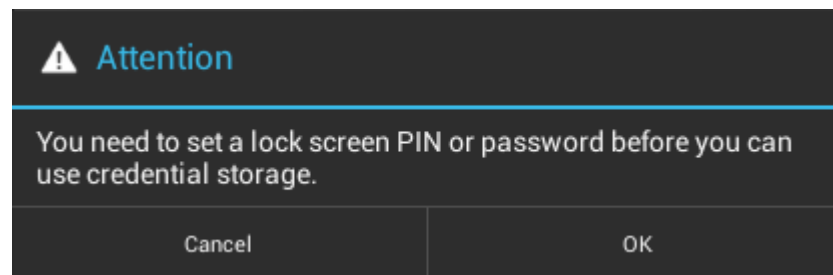 Attention
You need to set a lock screen PIN or password before you can
use credential storage.
Cancel
OK